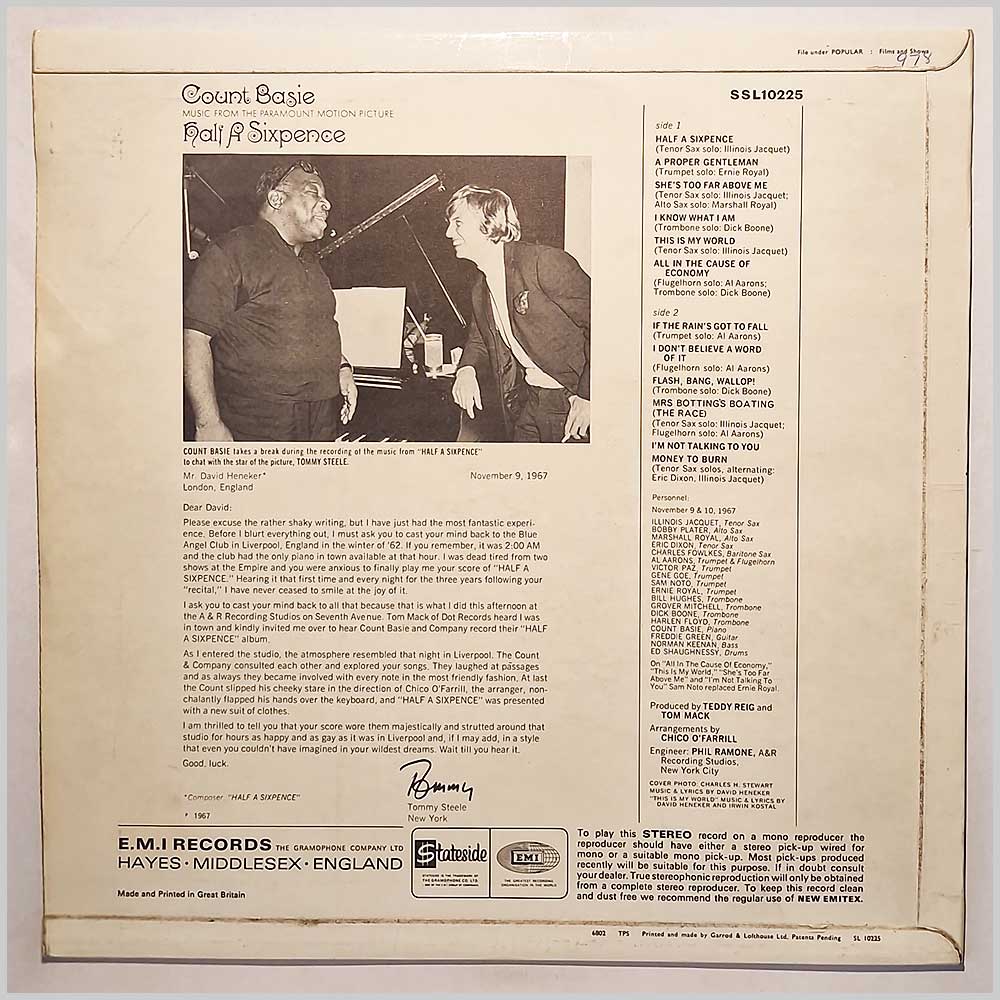 File under POPULAR : Films and Shows
978
Count Basie
MUSIC FROM THE PARAMOUNT MOTION PICTURE
Half A Sixpence
COUNT BASIE takes a break during the recording of the music from "HALF A SIXPENCE"
to chat with the star of the picture, TOMMY STEELE.
Mr. David Heneker*
November 9, 1967
London, England
Dear David:
Please excuse the rather shaky writing, but I have just had the most fantastic experi-
ence. Before I blurt everything out, I must ask you to cast your mind back to the Blue
Angel Club in Liverpool, England in the winter of '62. If you remember, it was 2:00 AM
and the club had the only piano in town available at that hour. I was dead tired from two
shows at the Empire and you were anxious to finally play me your score of "HALF A
SIXPENCE." Hearing it that first time and every night for the three years following your
"recital," I have never ceased to smile at the joy of it.
I ask you to cast your mind back to all that because that is what I did this afternoon at
the A & R Recording Studios on Seventh Avenue. Tom Mack of Dot Records heard I was
in town and kindly invited me over to hear Count Basie and Company record their "HALF
A SIXPENCE" album.
As I entered the studio, the atmosphere resembled that night in Liverpool. The Count
& Company consulted each other and explored your songs. They laughed at passages
and as always they became involved with every note in the most friendly fashion. At last
the Count slipped his cheeky stare in the direction of Chico O'Farrill, the arranger, non-
chalantly flapped his hands over the keyboard, and "HALF A SIXPENCE" was presented
with a new suit of clothes.
I am thrilled to tell you that your score wore them majestically and strutted around that
studio for hours as happy and as gay as it was in Liverpool and, if I may add, in a style
that even you couldn't have imagined in your wildest dreams. Wait till you hear it.
Good, luck.
Tommy
Tommy Steele
New York
*Composer, "HALF A SIXPENCE"
℗ 1967
SSL10225
side 1
HALF A SIXPENCE
(Tenor Sax solo: Illinois Jacquet)
A PROPER GENTLEMAN
(Trumpet solo: Ernie Royal)
SHE'S TOO FAR ABOVE ME
(Tenor Sax solo: Illinois Jacquet;
Alto Sax solo: Marshall Royal)
I KNOW WHAT I AM
(Trombone solo: Dick Boone)
THIS IS MY WORLD
(Tenor Sax solo: Illinois Jacquet)
ALL IN THE CAUSE OF
ECONOMY
(Flugelhorn solo: Al Aarons;
Trombone solo: Dick Boone)
side 2
IF THE RAIN'S GOT TO FALL
(Trumpet solo: Al Aarons)
I DON'T BELIEVE A WORD
OF IT
(Flugelhorn solo: Al Aarons)
FLASH, BANG, WALLOP!
(Trombone solo: Dick Boone)
MRS BOTTING'S BOATING
(THE RACE)
(Tenor Sax solo: Illinois Jacquet;
Flugelhorn solo: Al Aarons)
I'M NOT TALKING TO YOU
MONEY TO BURN
(Tenor Sax solos, alternating:
Eric Dixon, Illinois Jacquet)
Personnel:
November 9 & 10, 1967
ILLINOIS JACQUET, Tenor Sax
BOBBY PLATER, Alto Sax
MARSHALL ROYAL, Alto Sax
ERIC DIXON, Tenor Sax
CHARLES FOWLKES, Baritone Sax
AL AARONS, Trumpet & Flugelhorn
VICTOR PAZ, Trumpet
GENE GOE, Trumpet
SAM NOTO, Trumpet
ERNIE ROYAL, Trumpet
BILL HUGHES, Trombone
GROVER MITCHELL, Trombone
DICK BOONE, Trombone
HARLEN FLOYD, Trombone
COUNT BASIE, Piano
FREDDIE GREEN, Guitar
NORMAN KEENAN, Bass
ED SHAUGHNESSY, Drums
On "All In The Cause Of Economy,"
"This Is My World," "She's Too Far
Above Me" and "I'm Not Talking To
You" Sam Noto replaced Ernie Royal.
Produced by TEDDY REIG and
TOM MACK
Arrangements by
CHICO O'FARRILL
Engineer: PHIL RAMONE, A&R
Recording Studios,
New York City
COVER PHOTO: CHARLES H. STEWART
MUSIC & LYRICS BY DAVID HENEKER
"THIS IS MY WORLD" MUSIC & LYRICS BY
DAVID HENEKER AND IRWIN KOSTAL
E.M.I RECORDS THE GRAMOPHONE COMPANY LTD
HAYES · MIDDLESEX · ENGLAND
Made and Printed in Great Britain
Stateside
STATESIDE IS THE TRADEMARK OF
THE GRAMOPHONE CO. LTD.
EMI
THE GREATEST RECORDING
ORGANISATION IN THE WORLD
To play this STEREO record on a mono reproducer the
reproducer should have either a stereo pick-up wired for
mono or a suitable mono pick-up. Most pick-ups produced
recently will be suitable for this purpose. If in doubt consult
your dealer. True stereophonic reproduction will only be obtained
from a complete stereo reproducer. To keep this record clean
and dust free we recommend the regular use of NEW EMITEX.
6802 TPS Printed and made by Garrod & Lofthouse Ltd. Patents Pending SL 10225